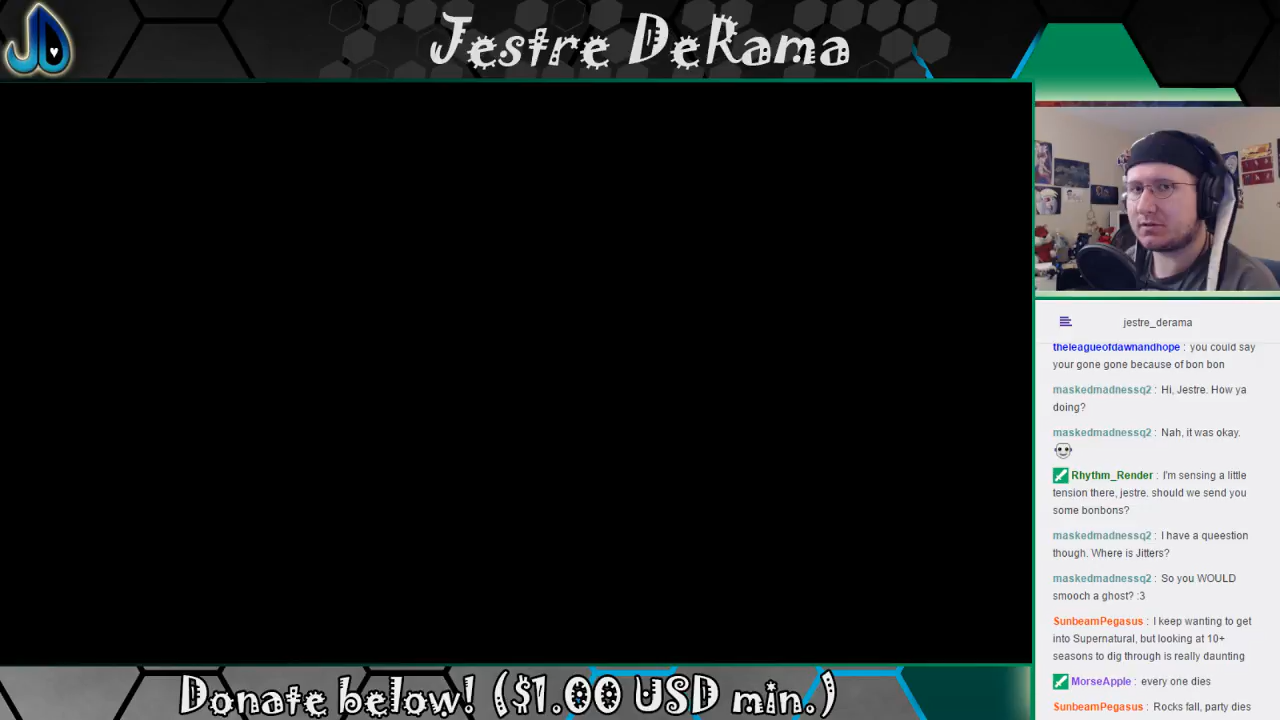 JD
Jestre DeRama
jestre_derama
theleagueofdawnandhope : you could say
your gone gone because of bon bon
maskedmadnessq2 : Hi, Jestre. How ya
doing?
maskedmadnessq2 : Nah, it was okay.
Rhythm_Render : I'm sensing a little
tension there, jestre. should we send you
some bonbons?
maskedmadnessq2 : I have a queestion
though. Where is Jitters?
maskedmadnessq2 : So you WOULD
smooch a ghost? :3
SunbeamPegasus : I keep wanting to get
into Supernatural, but looking at 10+
seasons to dig through is really daunting
MorseApple : every one dies
SunbeamPegasus : Rocks fall, party dies
Donate below! ($1.00 USD min.)